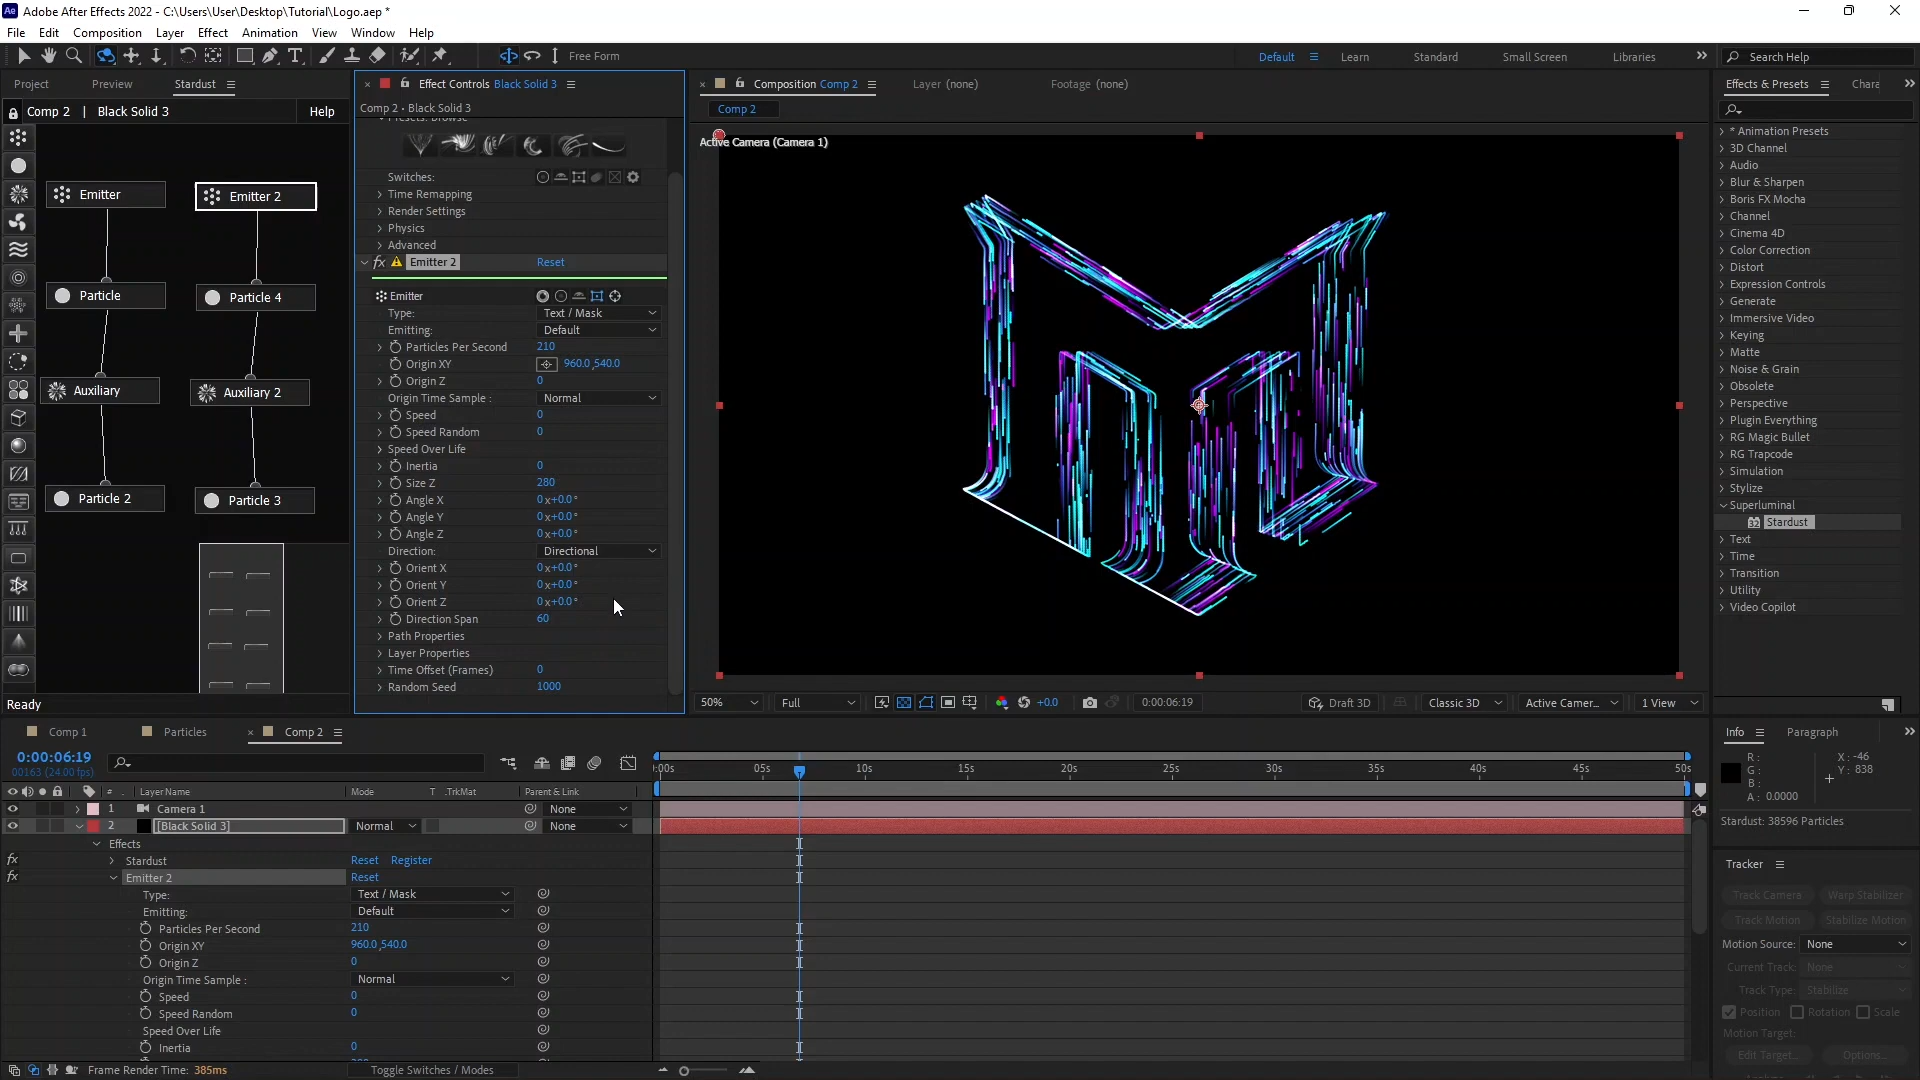 Adobe After Effects 2022 - C:\Users\User\Desktop\Tutorial\Logo.aep *
File Edit Composition Layer Effect Animation View Window Help
Free Form
Default Learn Standard Small Screen Libraries Search Help
Project Preview Stardust
Comp 2 | Black Solid 3 Help
Emitter Emitter 2
Particle Particle 4
Auxiliary Auxiliary 2
Particle 2 Particle 3
Ready
Effect Controls Black Solid 3
Comp 2 • Black Solid 3
Presets: Browse
Switches:
Time Remapping
Render Settings
Physics
Advanced
fx Emitter 2 Reset
Emitter
Type: Text / Mask
Emitting: Default
Particles Per Second 210
Origin XY 960.0,540.0
Origin Z 0
Origin Time Sample : Normal
Speed 0
Speed Random 0
Speed Over Life
Inertia 0
Size Z 280
Angle X 0x+0.0°
Angle Y 0x+0.0°
Angle Z 0x+0.0°
Direction: Directional
Orient X 0x+0.0°
Orient Y 0x+0.0°
Orient Z 0x+0.0°
Direction Span 60
Path Properties
Layer Properties
Time Offset (Frames) 0
Random Seed 1000
Composition Comp 2 Layer (none) Footage (none)
Comp 2
Active Camera (Camera 1)
50% Full +0.0 0:00:06:19 Draft 3D Classic 3D Active Camer... 1 View
Effects & Presets Chara
* Animation Presets
3D Channel
Audio
Blur & Sharpen
Boris FX Mocha
Channel
Cinema 4D
Color Correction
Distort
Expression Controls
Generate
Immersive Video
Keying
Matte
Noise & Grain
Obsolete
Perspective
Plugin Everything
RG Magic Bullet
RG Trapcode
Simulation
Stylize
Superluminal
32 Stardust
Text
Time
Transition
Utility
Video Copilot
Comp 1 Particles Comp 2
0:00:06:19
00163 (24.00 fps)
:00s 05s 10s 15s 20s 25s 30s 35s 40s 45s 50s
# Layer Name Mode T .TrkMat Parent & Link
1 Camera 1 None
2 [Black Solid 3] Normal None
Effects
fx Stardust Reset Register
fx Emitter 2 Reset
Type: Text / Mask
Emitting: Default
Particles Per Second 210
Origin XY 960.0,540.0
Origin Z 0
Origin Time Sample : Normal
Speed 0
Speed Random 0
Speed Over Life
Inertia 0
Frame Render Time: 385ms Toggle Switches / Modes
Info Paragraph
R : X : -46
G : Y : 838
B :
A : 0.0000
Stardust: 38596 Particles
Tracker
Track Camera Warp Stabilizer
Track Motion Stabilize Motion
Motion Source: None
Current Track: None
Track Type: Stabilize
Position Rotation Scale
Motion Target:
Edit Target... Options...